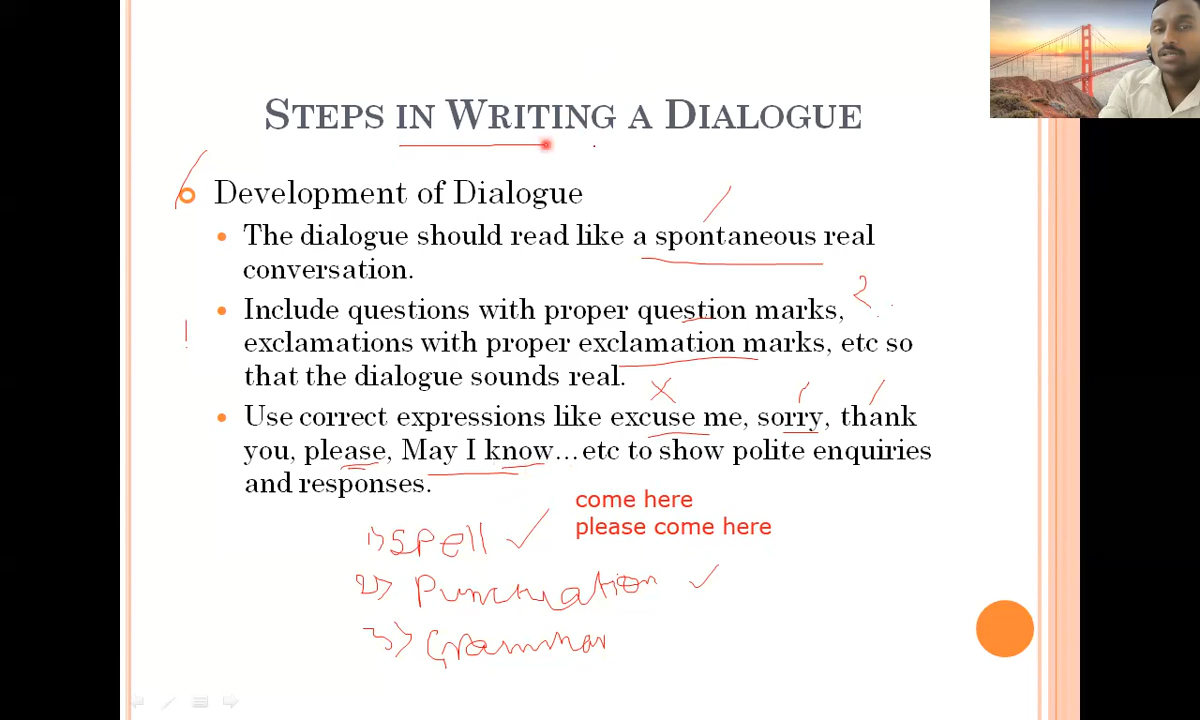 STEPS IN WRITING A DIALOGUE
Development of Dialogue
The dialogue should read like a spontaneous real
conversation.
Include questions with proper question marks, ?
! exclamations with proper exclamation marks, etc so
that the dialogue sounds real.
Use correct expressions like excuse me, sorry, thank
you, please, May I know...etc to show polite enquiries
and responses.
come here
please come here
1) Spell
2) Punctuation
3) Grammar